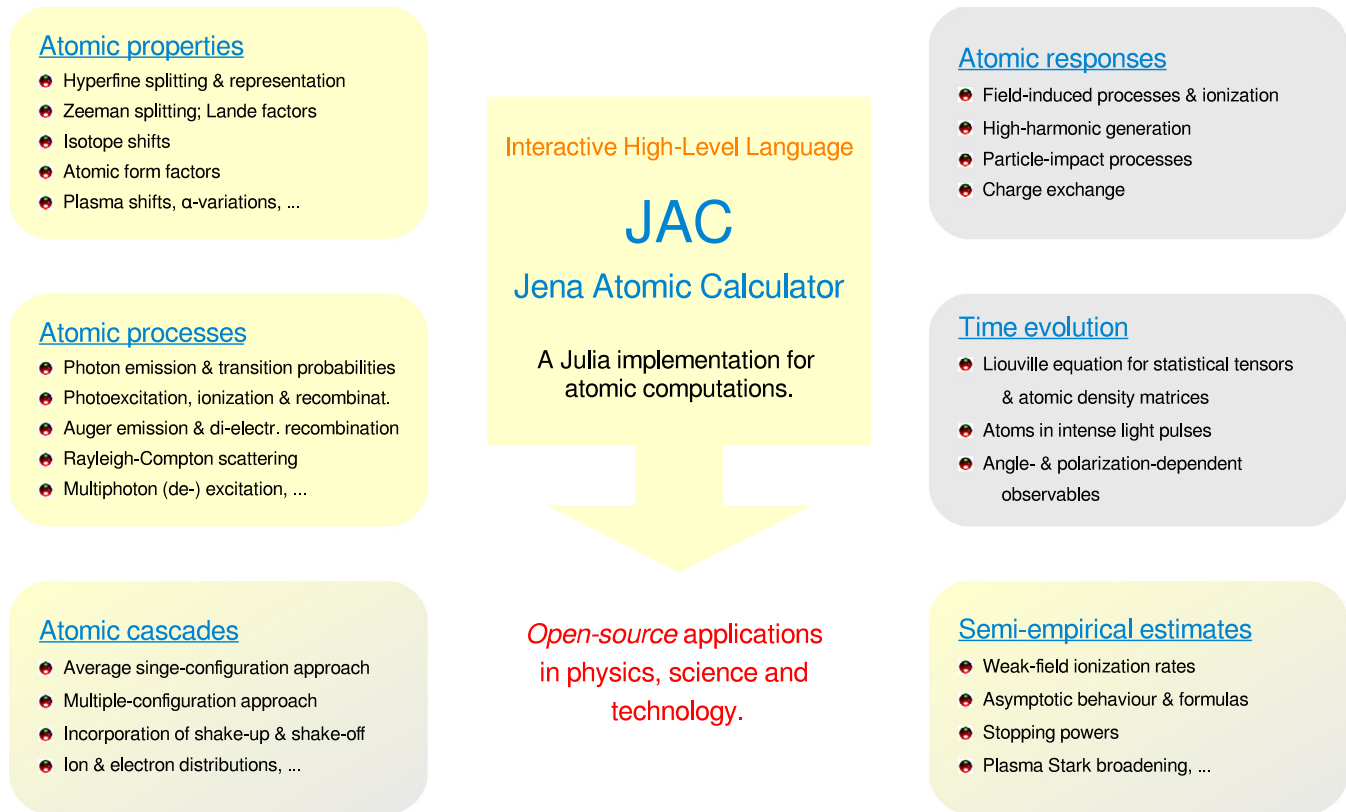 Atomic properties
Hyperfine splitting & representation
Zeeman splitting; Lande factors
Isotope shifts
Atomic form factors
Plasma shifts, α-variations, ...
Atomic processes
Photon emission & transition probabilities
Photoexcitation, ionization & recombinat.
Auger emission & di-electr. recombination
Rayleigh-Compton scattering
Multiphoton (de-) excitation, ...
Atomic cascades
Average singe-configuration approach
Multiple-configuration approach
Incorporation of shake-up & shake-off
Ion & electron distributions, ...
Interactive High-Level Language
JAC
Jena Atomic Calculator
A Julia implementation for
atomic computations.
Open-source applications
in physics, science and
technology.
Atomic responses
Field-induced processes & ionization
High-harmonic generation
Particle-impact processes
Charge exchange
Time evolution
Liouville equation for statistical tensors
& atomic density matrices
Atoms in intense light pulses
Angle- & polarization-dependent
observables
Semi-empirical estimates
Weak-field ionization rates
Asymptotic behaviour & formulas
Stopping powers
Plasma Stark broadening, ...